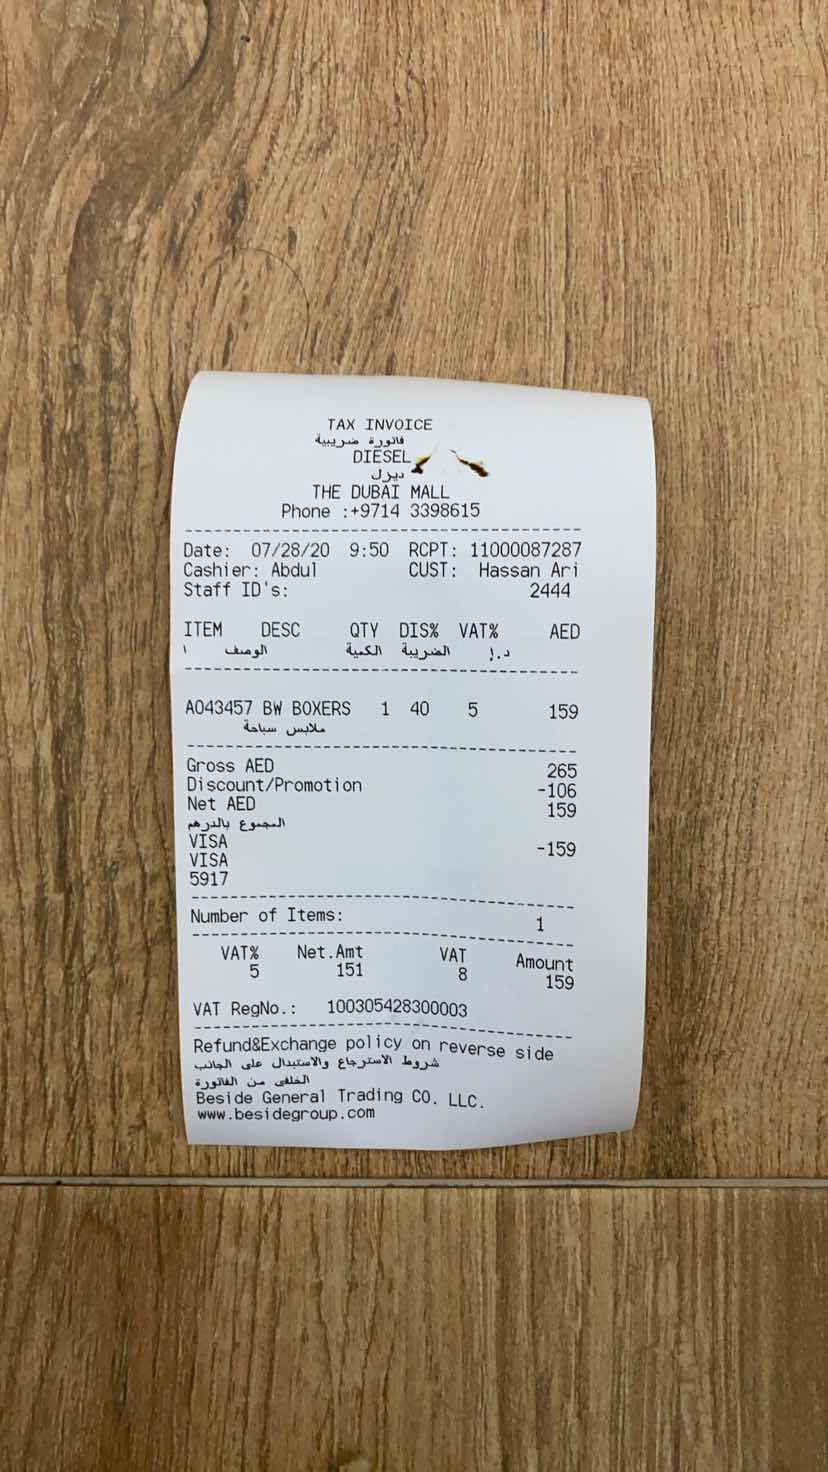 TAX INVOICE
فاتورة ضريبية
DIESEL
ديزل
THE DUBAI MALL
Phone :+9714 3398615
Date: 07/28/20 9:50 RCPT: 11000087287
Cashier: Abdul CUST: Hassan Ari
Staff ID's: 2444
ITEM DESC QTY DIS% VAT% AED
ا الوصف الكمية الضريبة د.إ
A043457 BW BOXERS 1 40 5 159
ملابس سباحة
Gross AED 265
Discount/Promotion -106
Net AED 159
المجموع بالدرهم
VISA -159
VISA
5917
Number of Items: 1
VAT% Net.Amt VAT Amount
5 151 8 159
VAT RegNo.: 100305428300003
Refund&Exchange policy on reverse side
شروط الاسترجاع والاستبدال على الجانب
الخلفى من الفاتورة
Beside General Trading CO. LLC.
www.besidegroup.com